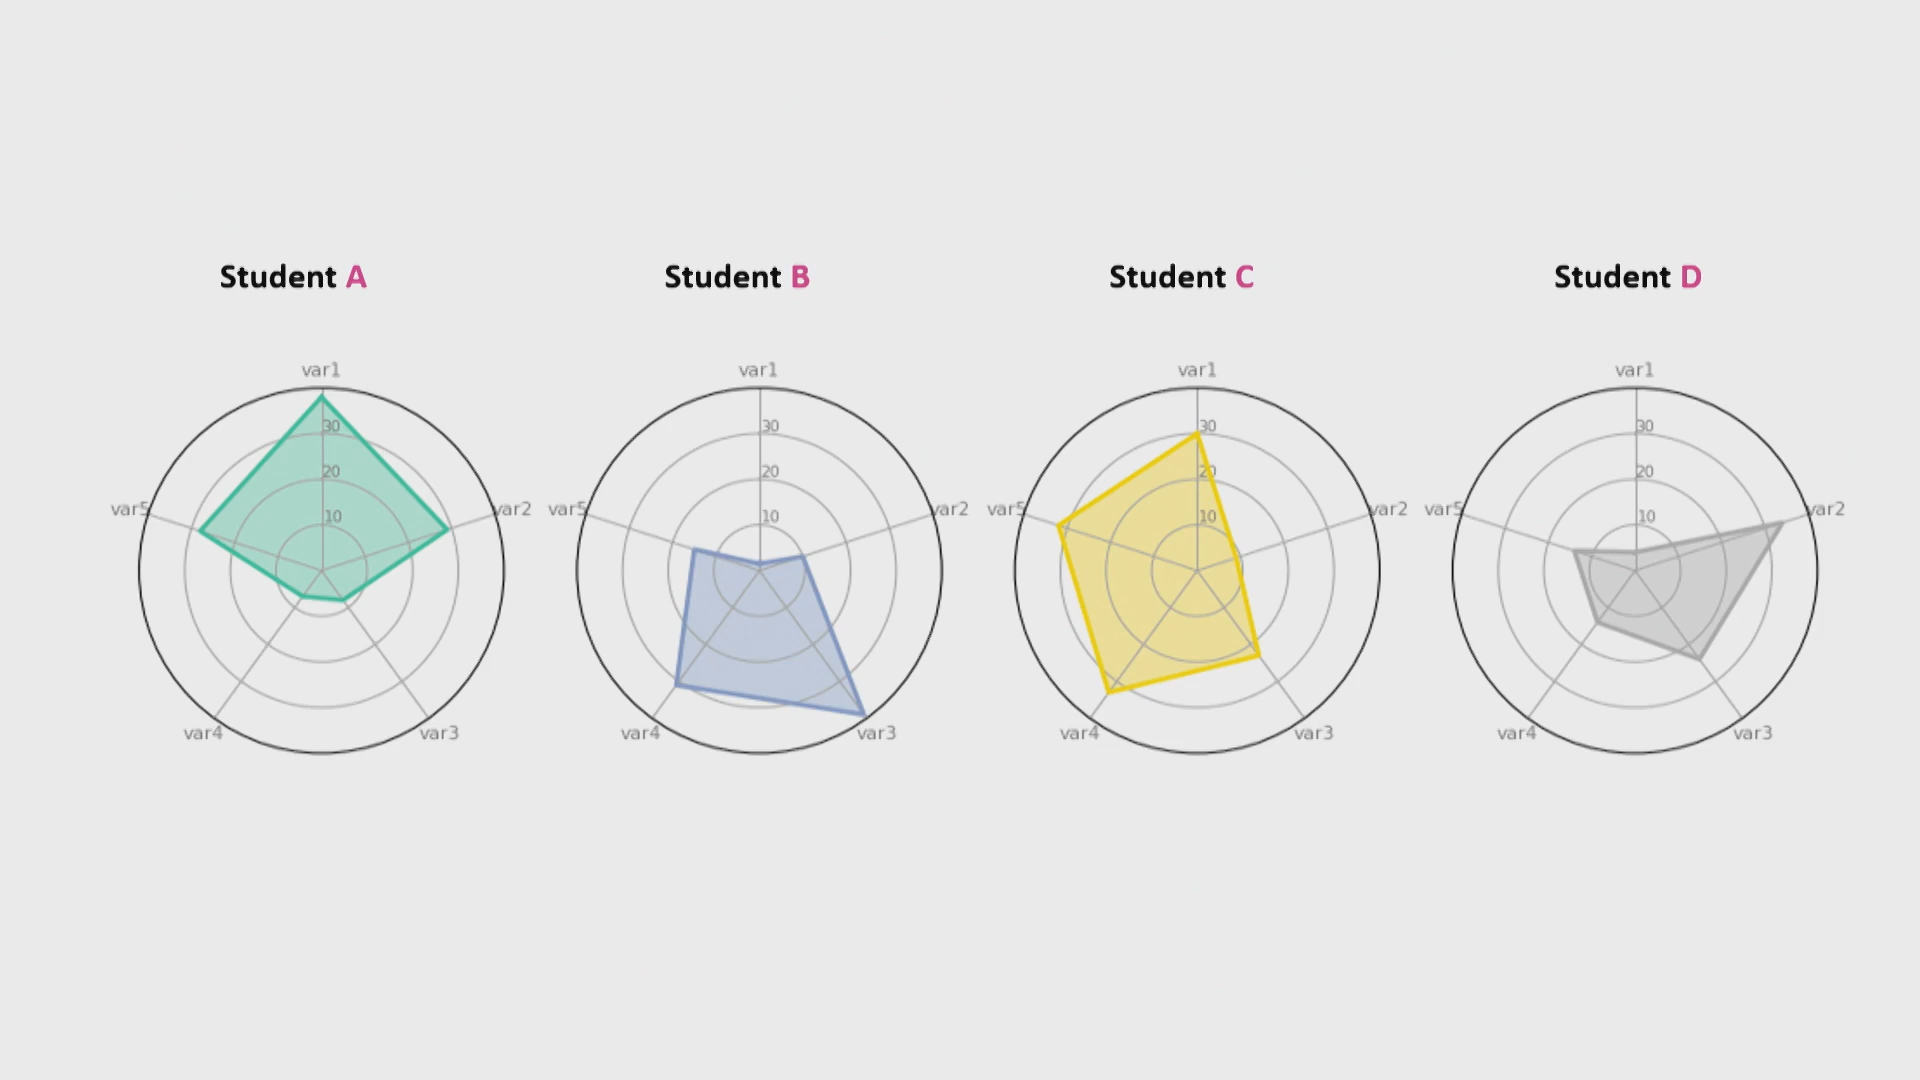 Student A
Student B
Student C
Student D
var1
30
20
10
var5
var2
var4
var3
var1
30
20
10
var5
var2
var4
var3
var1
30
20
10
var5
var2
var4
var3
var1
30
20
10
var5
var2
var4
var3